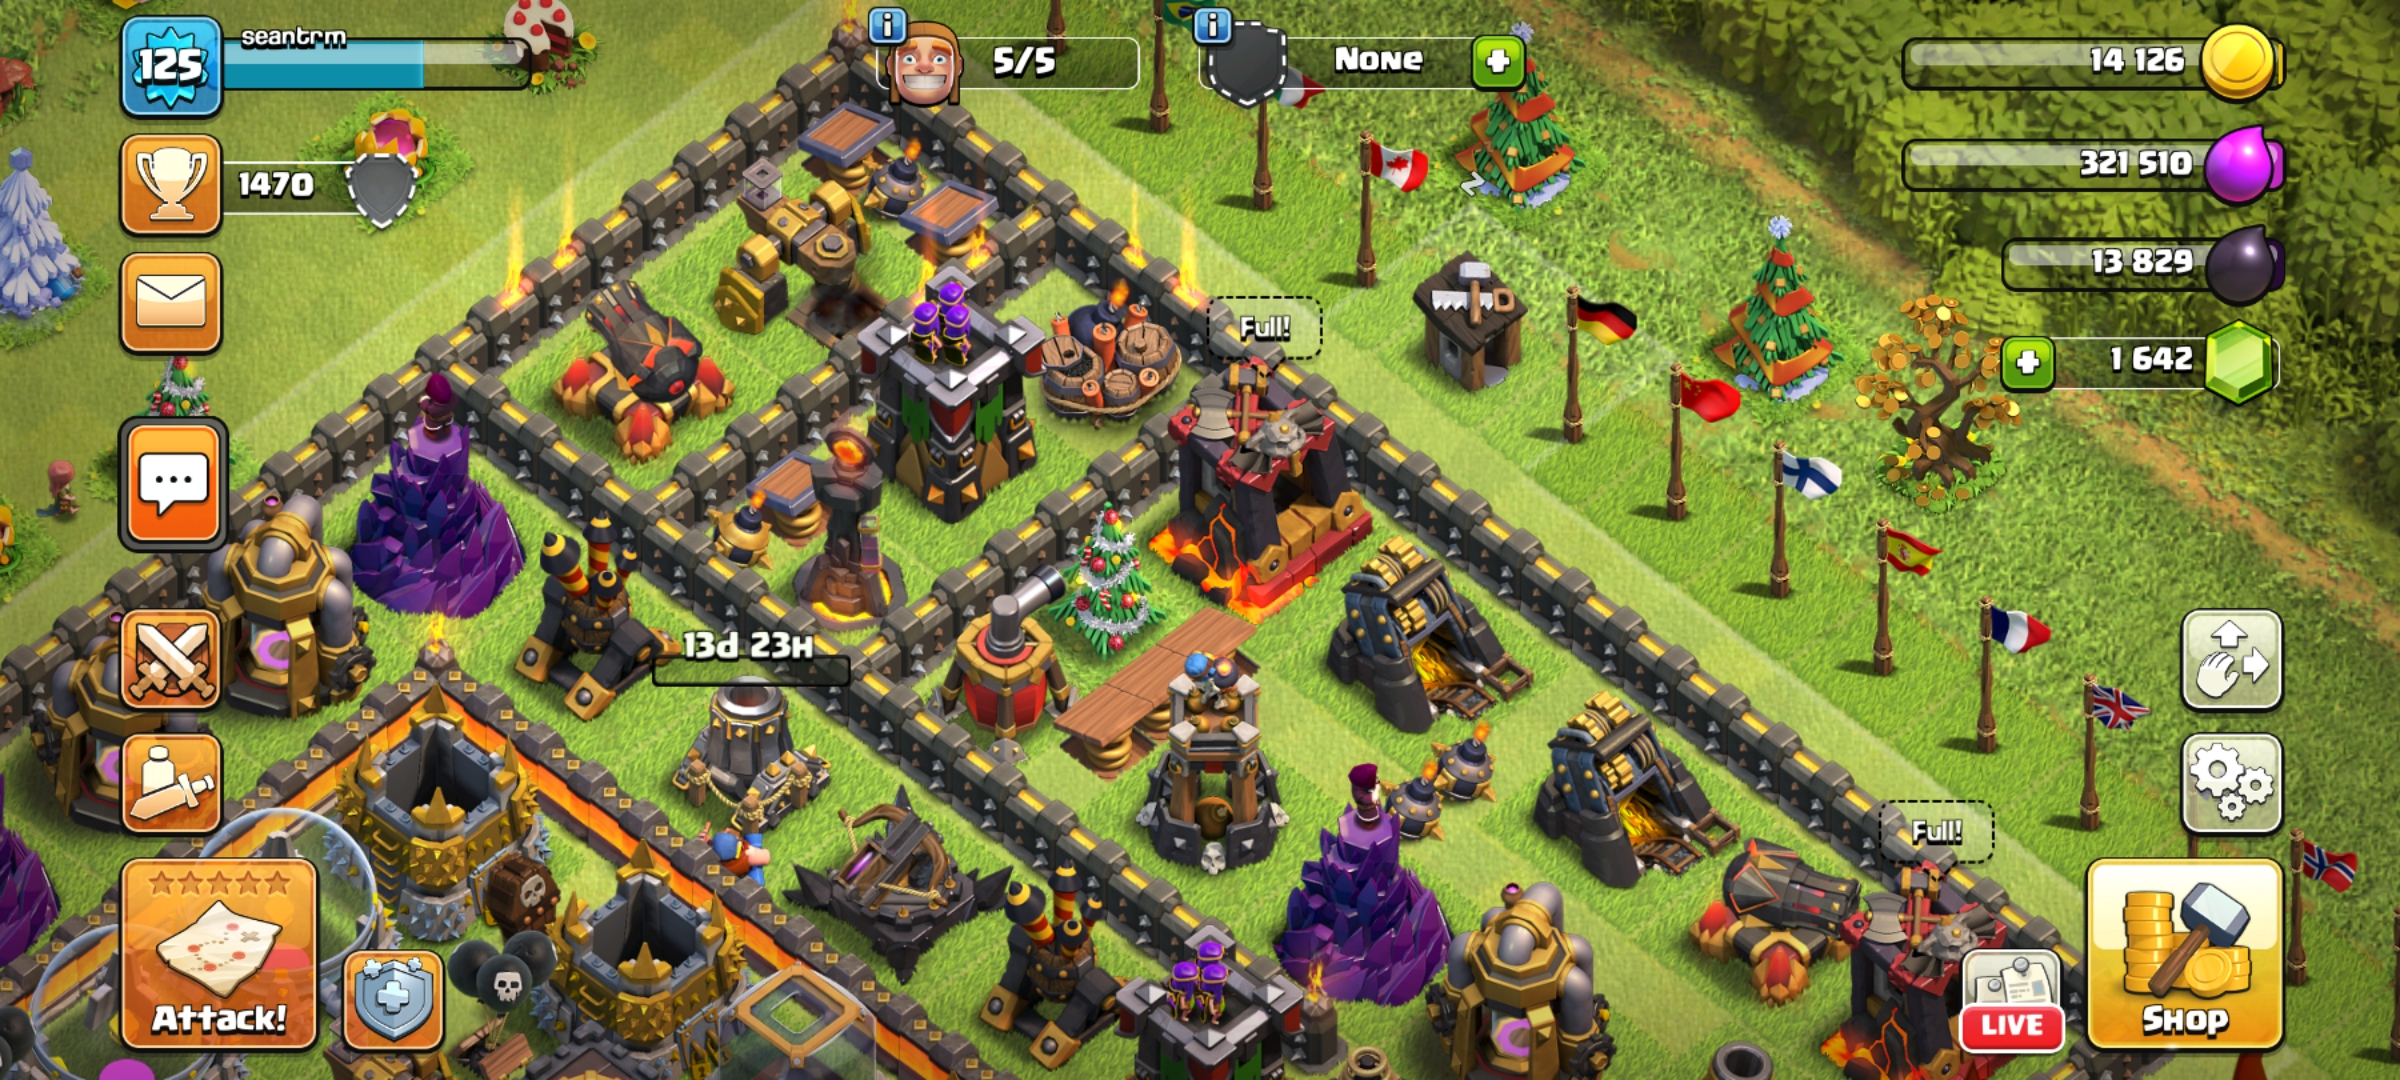 125
seantrm
5/5
None
14 126
1470
321 510
13 829
Full!
1 642
13d 23H
Full!
Attack!
LIVE
Shop